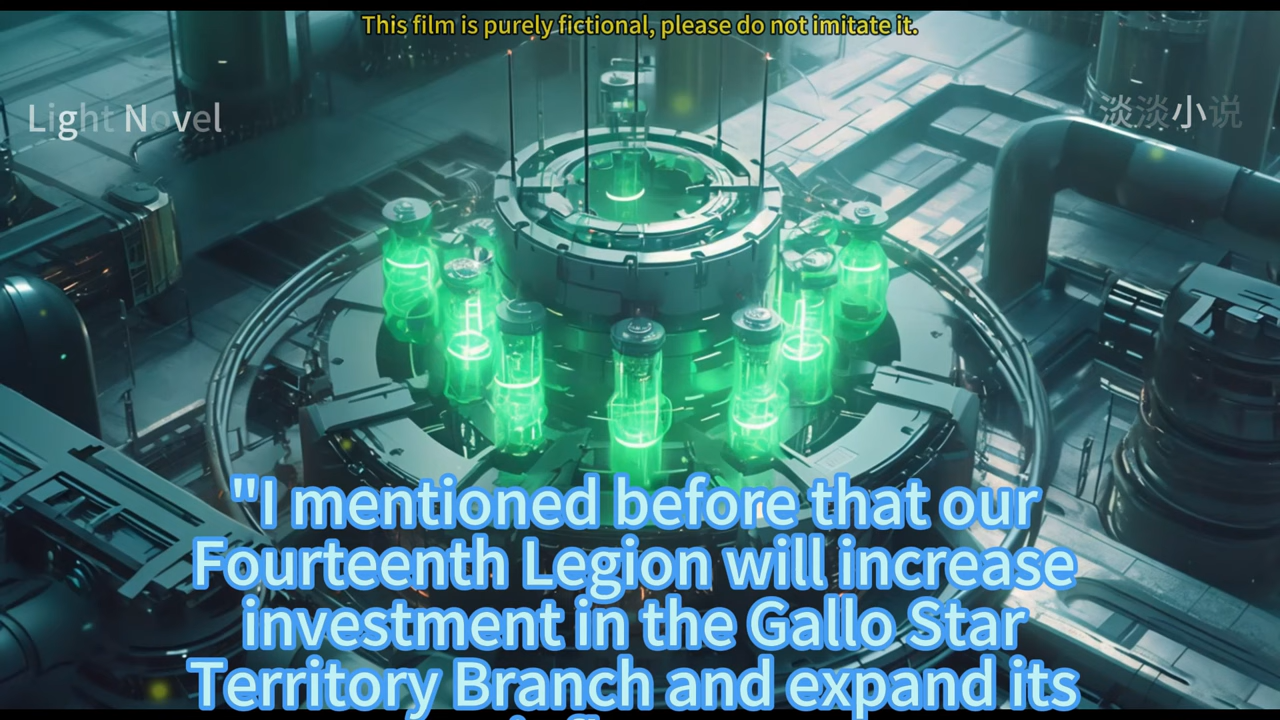 This film is purely fictional, please do not imitate it.
Light Novel
淡淡小说
"I mentioned before that our
Fourteenth Legion will increase
investment in the Gallo Star
Territory Branch and expand its